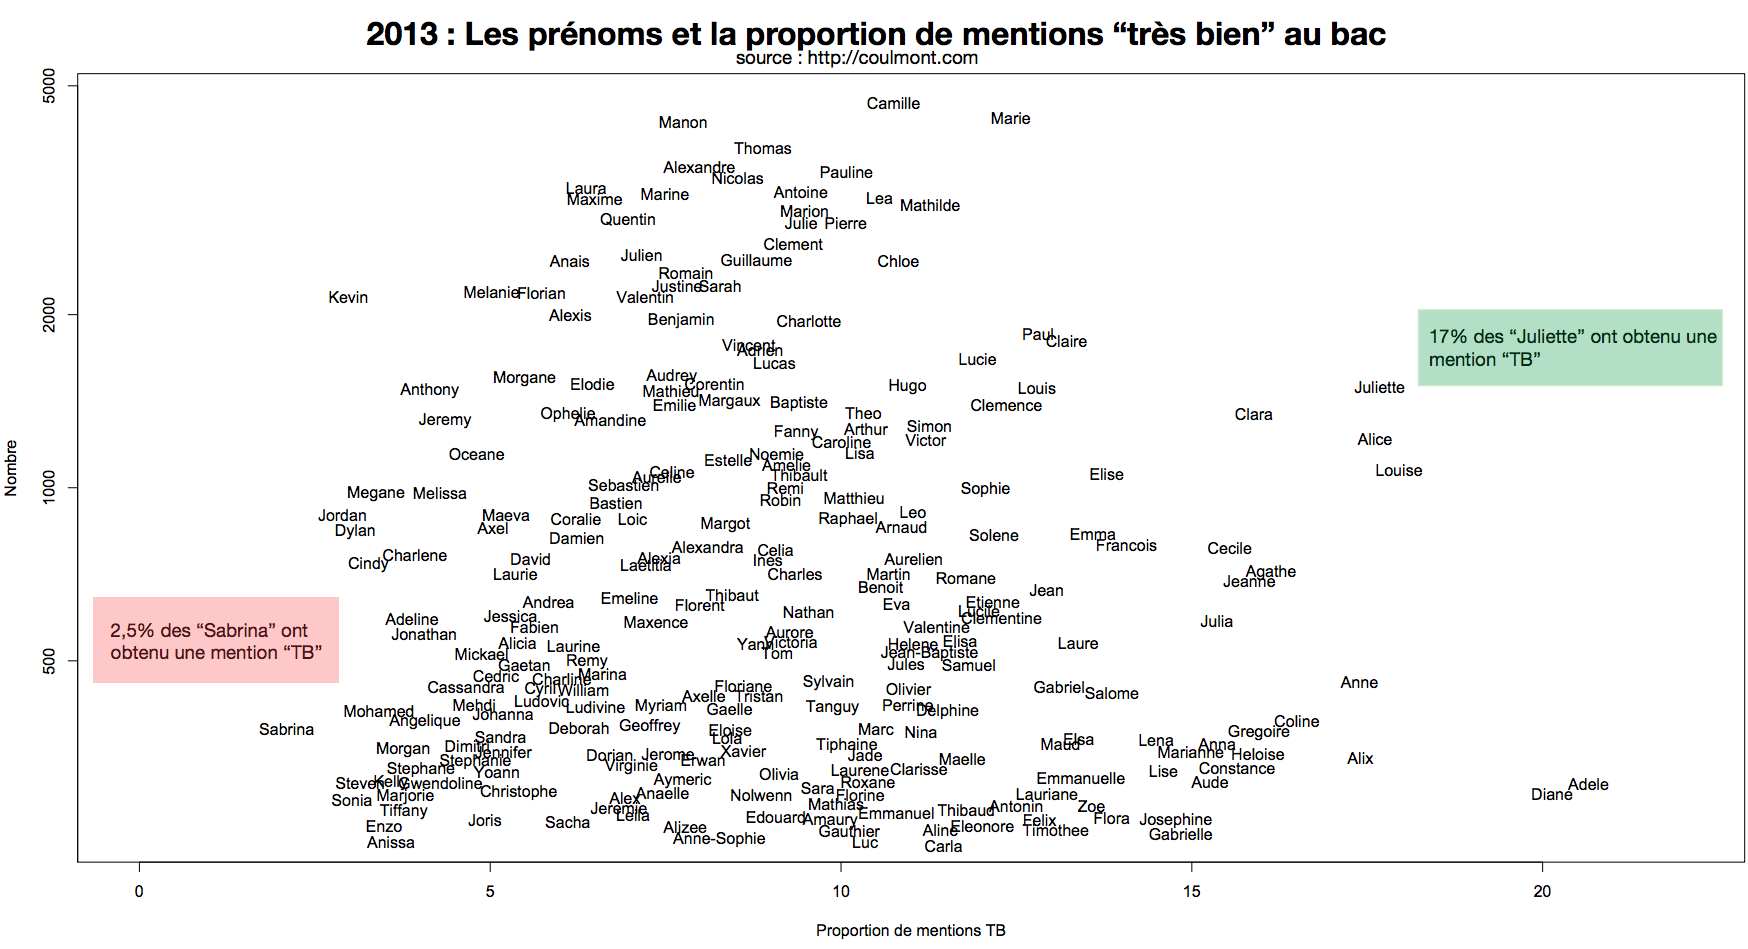 2013 : Les prénoms et la proportion de mentions “très bien” au bac
source : http://coulmont.com
5000
Camille
Marie
Manon
Thomas
Alexandre
Pauline
Nicolas
Laura
Marine
Antoine
Maxime
Lea
Mathilde
Marion
Quentin
Julie
Pierre
Clement
Julien
Anais
Guillaume
Chloe
Romain
Justine
Sarah
Melanie
Florian
Kevin
Valentin
2000
Alexis
Benjamin
Charlotte
Paul
Claire
17% des “Juliette” ont obtenu une
mention “TB”
Vincent
Adrien
Lucie
Lucas
Morgane
Audrey
Elodie
Corentin
Hugo
Louis
Juliette
Anthony
Mathieu
Margaux
Baptiste
Emilie
Clemence
Ophelie
Theo
Clara
Jeremy
Amandine
Simon
Arthur
Fanny
Victor
Caroline
Alice
Oceane
Noemie
Lisa
Estelle
Amelie
Louise
Celine
Thibault
Elise
Aurelie
Sebastien
Remi
Sophie
1000
Megane
Melissa
Robin
Matthieu
Bastien
Nombre
Jordan
Maeva
Coralie
Loic
Margot
Raphael
Leo
Dylan
Axel
Arnaud
Damien
Solene
Emma
Francois
Alexandra
Celia
Cecile
Charlene
Cindy
David
Alexia
Laetitia
Ines
Aurelien
Laurie
Charles
Martin
Romane
Agathe
Jeanne
Benoit
Jean
Andrea
Emeline
Thibaut
Florent
Eva
Etienne
Nathan
Lucile
Adeline
Jessica
Maxence
Clementine
Julia
2,5% des “Sabrina” ont
obtenu une mention “TB”
Jonathan
Fabien
Aurore
Valentine
Alicia
Laurine
Yann
Victoria
Helene
Elisa
Laure
Mickael
Remy
Tom
Jean-Baptiste
500
Gaetan
Jules
Samuel
Cedric
Charline
Marina
Sylvain
Anne
Cassandra
Cyril
William
Floriane
Olivier
Gabriel
Salome
Axelle
Tristan
Mohamed
Mehdi
Ludovic
Ludivine
Myriam
Gaelle
Tanguy
Perrine
Delphine
Angelique
Johanna
Coline
Sabrina
Deborah
Geoffrey
Eloise
Marc
Nina
Gregoire
Sandra
Lola
Elsa
Lena
Morgan
Dimitri
Tiphaine
Maud
Anna
Jennifer
Xavier
Marianne
Heloise
Stephanie
Dorian
Jerome
Erwan
Jade
Maelle
Alix
Stephane
Yoann
Virginie
Olivia
Laurene
Clarisse
Lise
Constance
Steven
Kelly
Gwendoline
Aymeric
Roxane
Emmanuelle
Aude
Adele
Marjorie
Christophe
Anaelle
Nolwenn
Sara
Florine
Lauriane
Diane
Sonia
Alex
Mathias
Antonin
Zoe
Tiffany
Jeremie
Leila
Edouard
Amaury
Emmanuel
Thibaud
Felix
Flora
Josephine
Enzo
Joris
Sacha
Alizee
Gauthier
Aline
Eleonore
Timothee
Gabrielle
Anissa
Anne-Sophie
Luc
Carla
0 5 10 15 20
Proportion de mentions TB